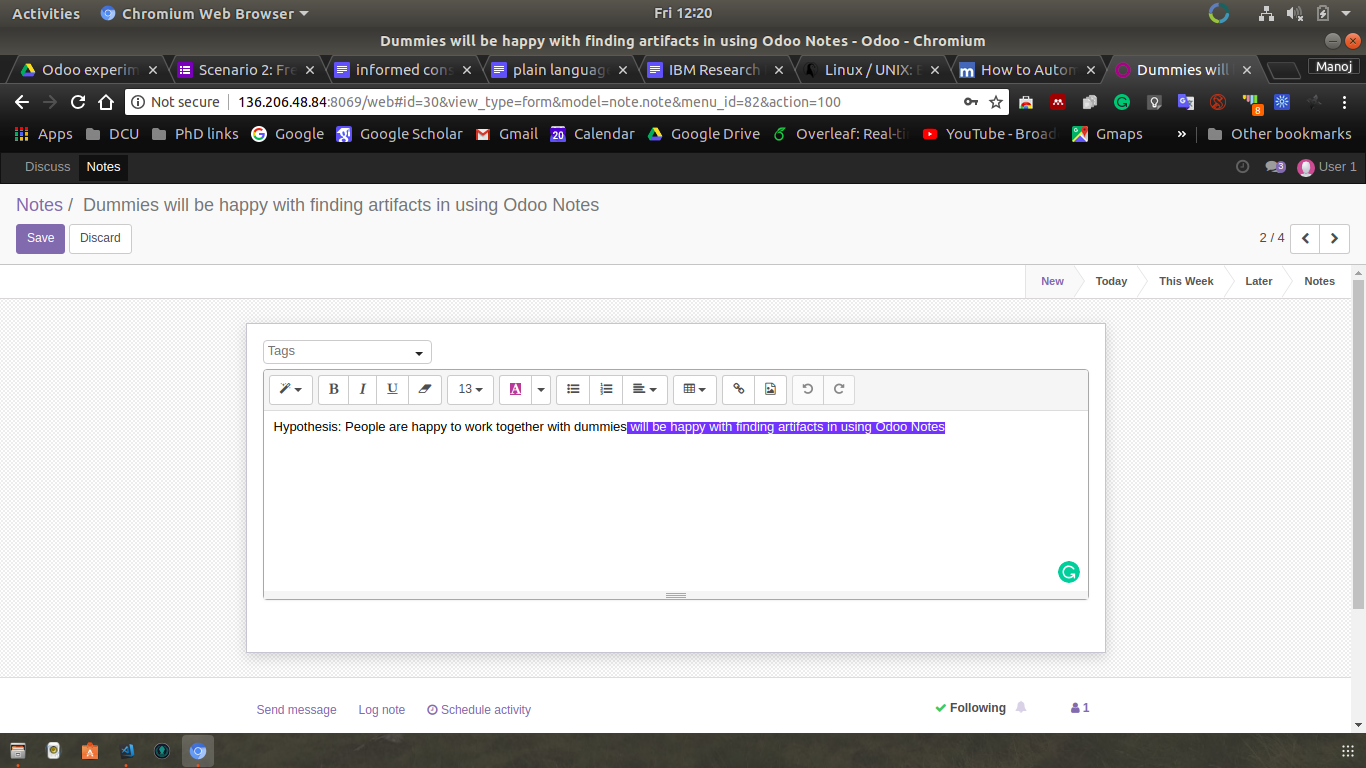 Activities Chromium Web Browser Fri 12:20
Dummies will be happy with finding artifacts in using Odoo Notes - Odoo - Chromium
Odoo experim Scenario 2: Fre informed cons plain language IBM Research Linux / UNIX: E How to Autom Dummies will Manoj
Not secure 136.206.48.84:8069/web#id=30&view_type=form&model=note.note&menu_id=82&action=100 8
Apps DCU PhD links Google Google Scholar Gmail 20 Calendar Google Drive Overleaf: Real-ti YouTube - Broad Gmaps » Other bookmarks
Discuss Notes 3 User 1
Notes / Dummies will be happy with finding artifacts in using Odoo Notes
Save Discard 2 / 4
New Today This Week Later Notes
Tags
B I U 13 A
Hypothesis: People are happy to work together with dummies will be happy with finding artifacts in using Odoo Notes
Send message Log note Schedule activity Following 1